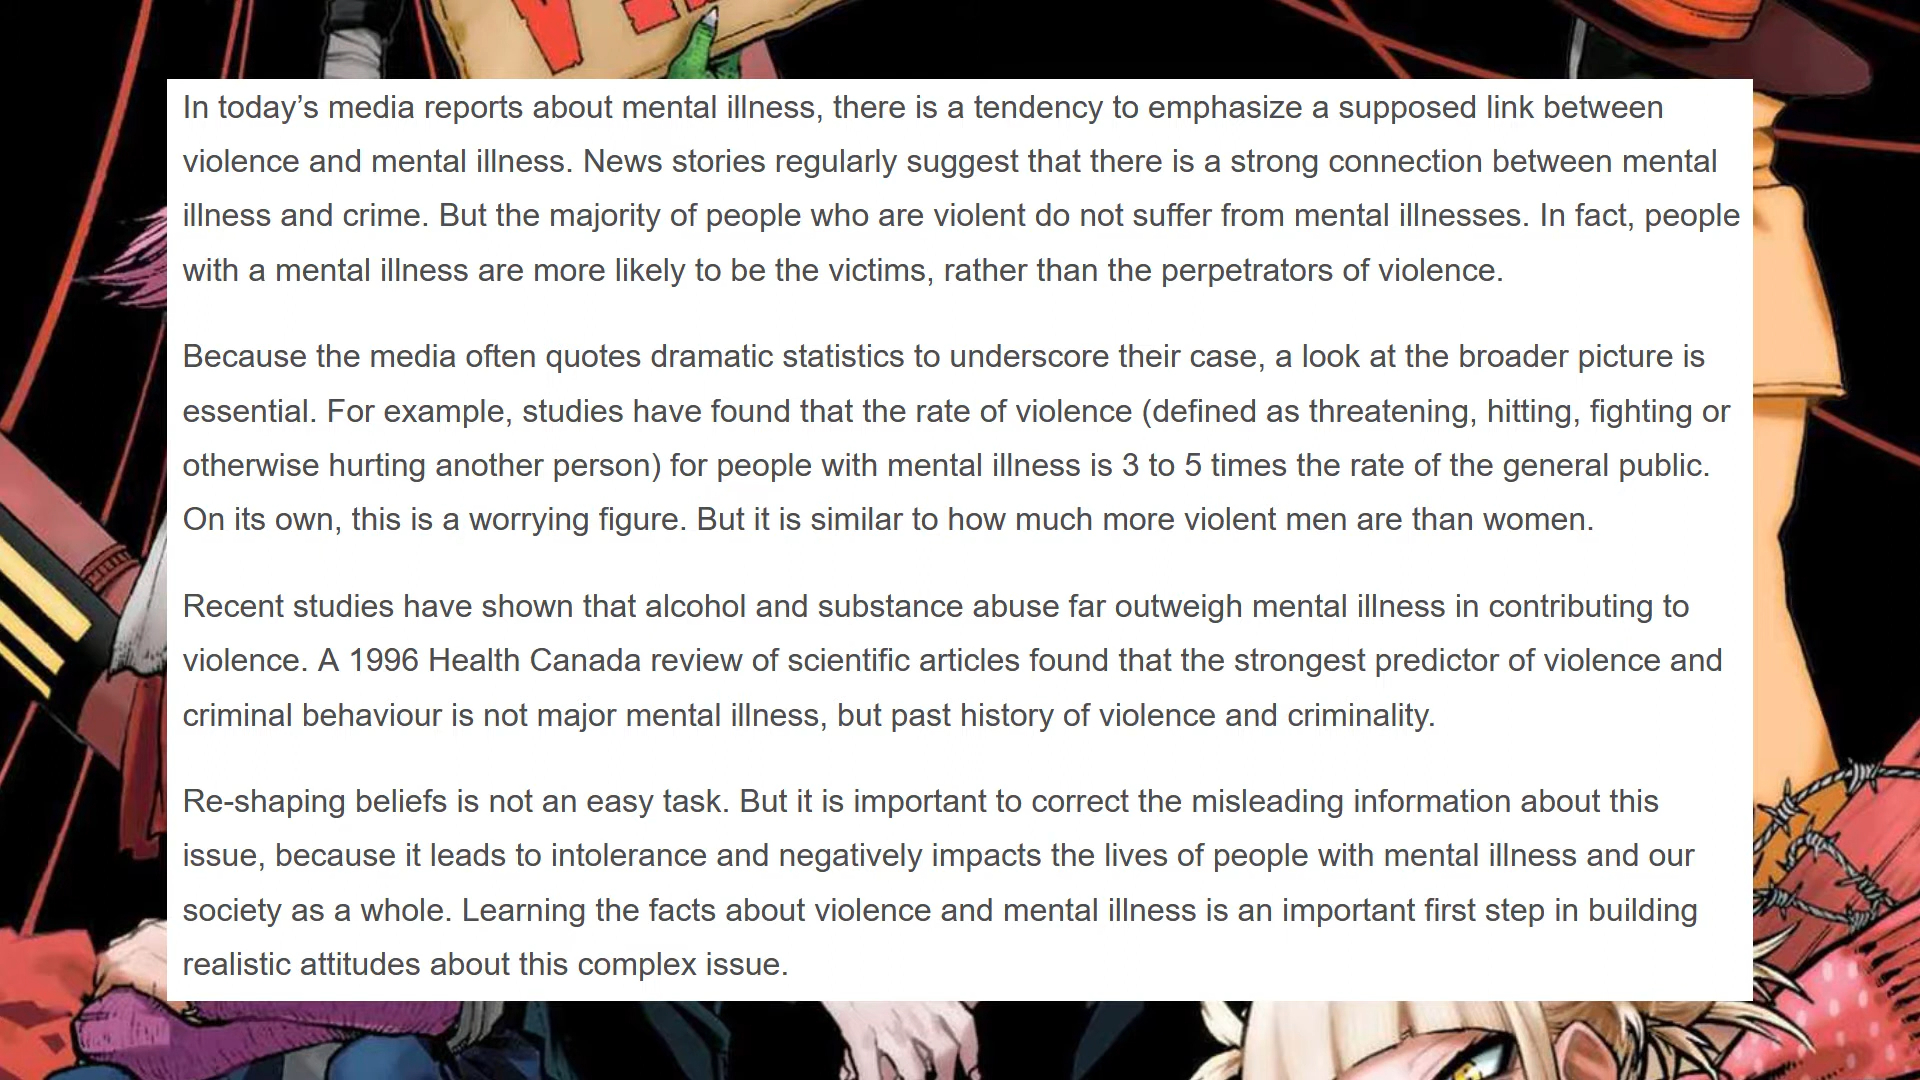 In today’s media reports about mental illness, there is a tendency to emphasize a supposed link between
violence and mental illness. News stories regularly suggest that there is a strong connection between mental
illness and crime. But the majority of people who are violent do not suffer from mental illnesses. In fact, people
with a mental illness are more likely to be the victims, rather than the perpetrators of violence.
Because the media often quotes dramatic statistics to underscore their case, a look at the broader picture is
essential. For example, studies have found that the rate of violence (defined as threatening, hitting, fighting or
otherwise hurting another person) for people with mental illness is 3 to 5 times the rate of the general public.
On its own, this is a worrying figure. But it is similar to how much more violent men are than women.
Recent studies have shown that alcohol and substance abuse far outweigh mental illness in contributing to
violence. A 1996 Health Canada review of scientific articles found that the strongest predictor of violence and
criminal behaviour is not major mental illness, but past history of violence and criminality.
Re-shaping beliefs is not an easy task. But it is important to correct the misleading information about this
issue, because it leads to intolerance and negatively impacts the lives of people with mental illness and our
society as a whole. Learning the facts about violence and mental illness is an important first step in building
realistic attitudes about this complex issue.